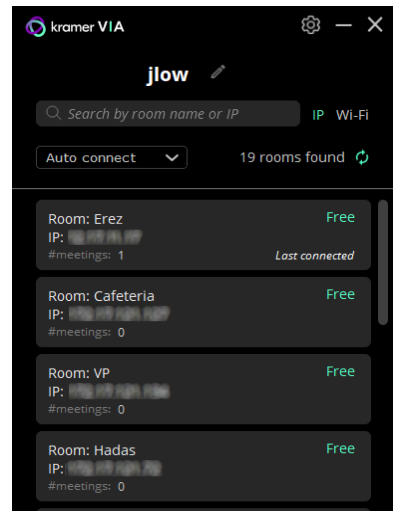 kramer VIA
jlow
Search by room name or IP
IP Wi-Fi
Auto connect
19 rooms found
Room: Erez
Free
IP:
#meetings: 1
Last connected
Room: Cafeteria
Free
IP:
#meetings: 0
Room: VP
Free
IP:
#meetings: 0
Room: Hadas
Free
IP:
#meetings: 0